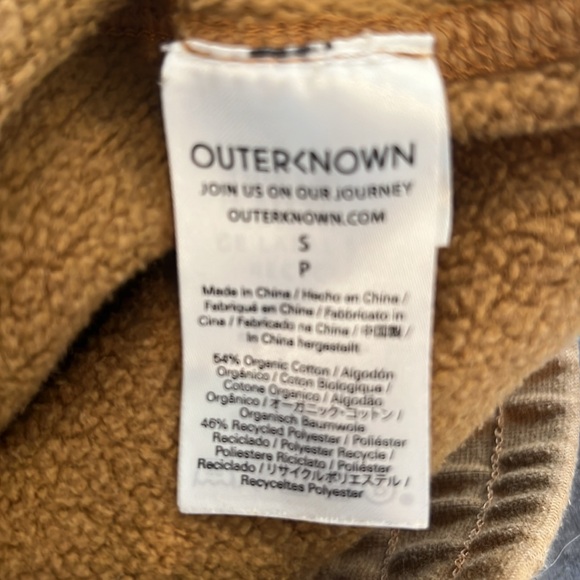 OUTERKNOWN
JOIN US ON OUR JOURNEY
OUTERKNOWN.COM
S
P
Made in China / Hecho en China /
Fabriqué en China / Fabbricato in
Cina / Fabricado na China / 中国製 /
In China hergestellt
54% Organic Cotton / Algodón
Orgánico / Coton Biologique /
Cotone Organico / Algodão
Orgânico / オーガニック・コットン /
Organisch Baumwole
46% Recycled Polyester / Poliéster
Reciclado / Polyester Recycle /
Poliestere Riciclato / Poliéster
Reciclado / リサイクルポリエステル /
Recyceltes Polyester